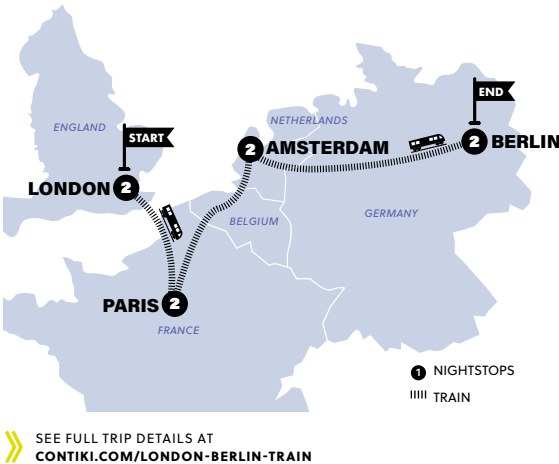 ENGLAND
START
LONDON 2
NETHERLANDS
2 AMSTERDAM
END
2 BERLIN
BELGIUM
GERMANY
PARIS 2
FRANCE
1 NIGHTSTOPS
TRAIN
SEE FULL TRIP DETAILS AT
CONTIKI.COM/LONDON-BERLIN-TRAIN